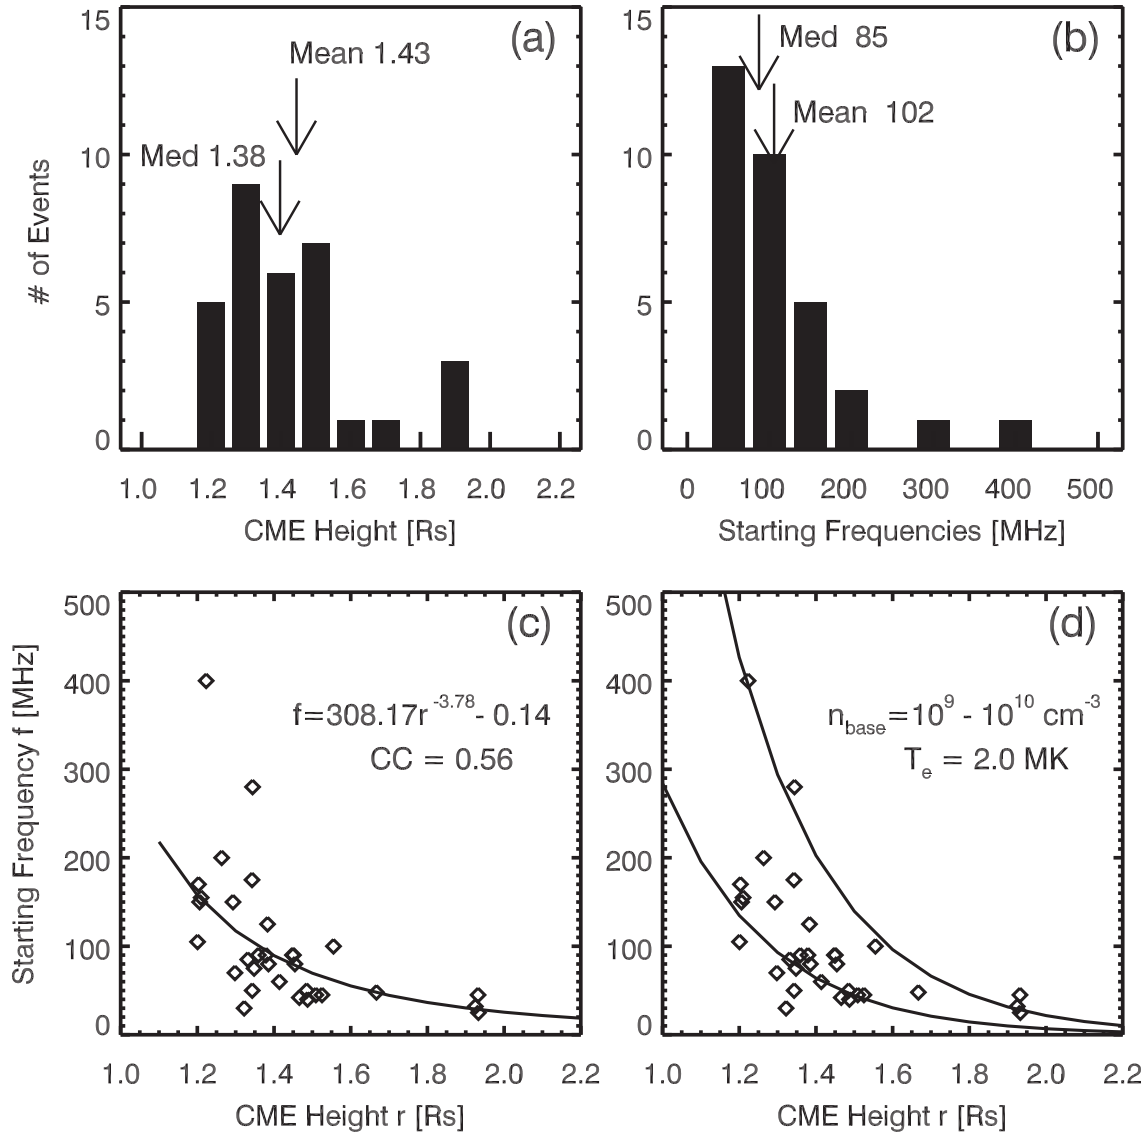 15
(a)
Mean 1.43
10
Med 1.38
# of Events
5
0
1.0 1.2 1.4 1.6 1.8 2.0 2.2
CME Height [Rs]
15
(b)
Med 85
Mean 102
10
5
0
0 100 200 300 400 500
Starting Frequencies [MHz]
500
(c)
400
f=308.17r^-3.78 - 0.14
CC = 0.56
300
Starting Frequency f [MHz]
200
100
0
1.0 1.2 1.4 1.6 1.8 2.0 2.2
CME Height r [Rs]
500
(d)
400
n_base=10^9 - 10^10 cm^-3
T_e = 2.0 MK
300
200
100
0
1.0 1.2 1.4 1.6 1.8 2.0 2.2
CME Height r [Rs]